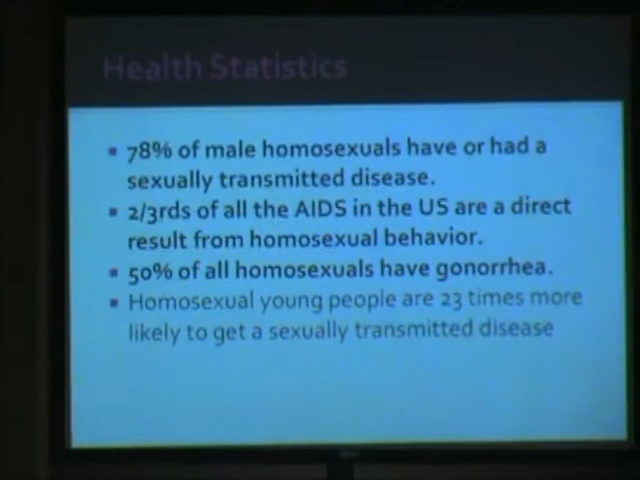 Health Statistics
▪ 78% of male homosexuals have or had a
sexually transmitted disease.
▪ 2/3rds of all the AIDS in the US are a direct
result from homosexual behavior.
▪ 50% of all homosexuals have gonorrhea.
▪ Homosexual young people are 23 times more
likely to get a sexually transmitted disease